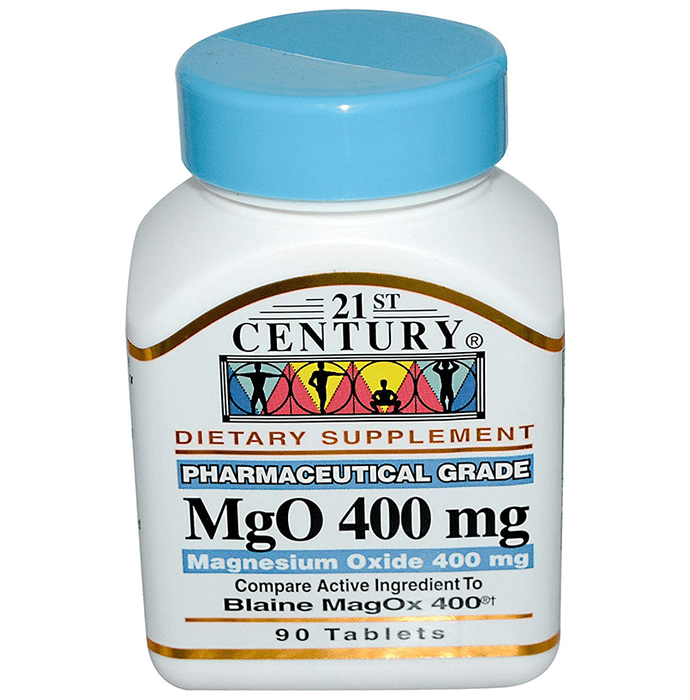 21ST
CENTURY®
DIETARY SUPPLEMENT
PHARMACEUTICAL GRADE
MgO 400 mg
Magnesium Oxide 400 mg
Compare Active Ingredient To
Blaine MagOx 400®†
90 Tablets